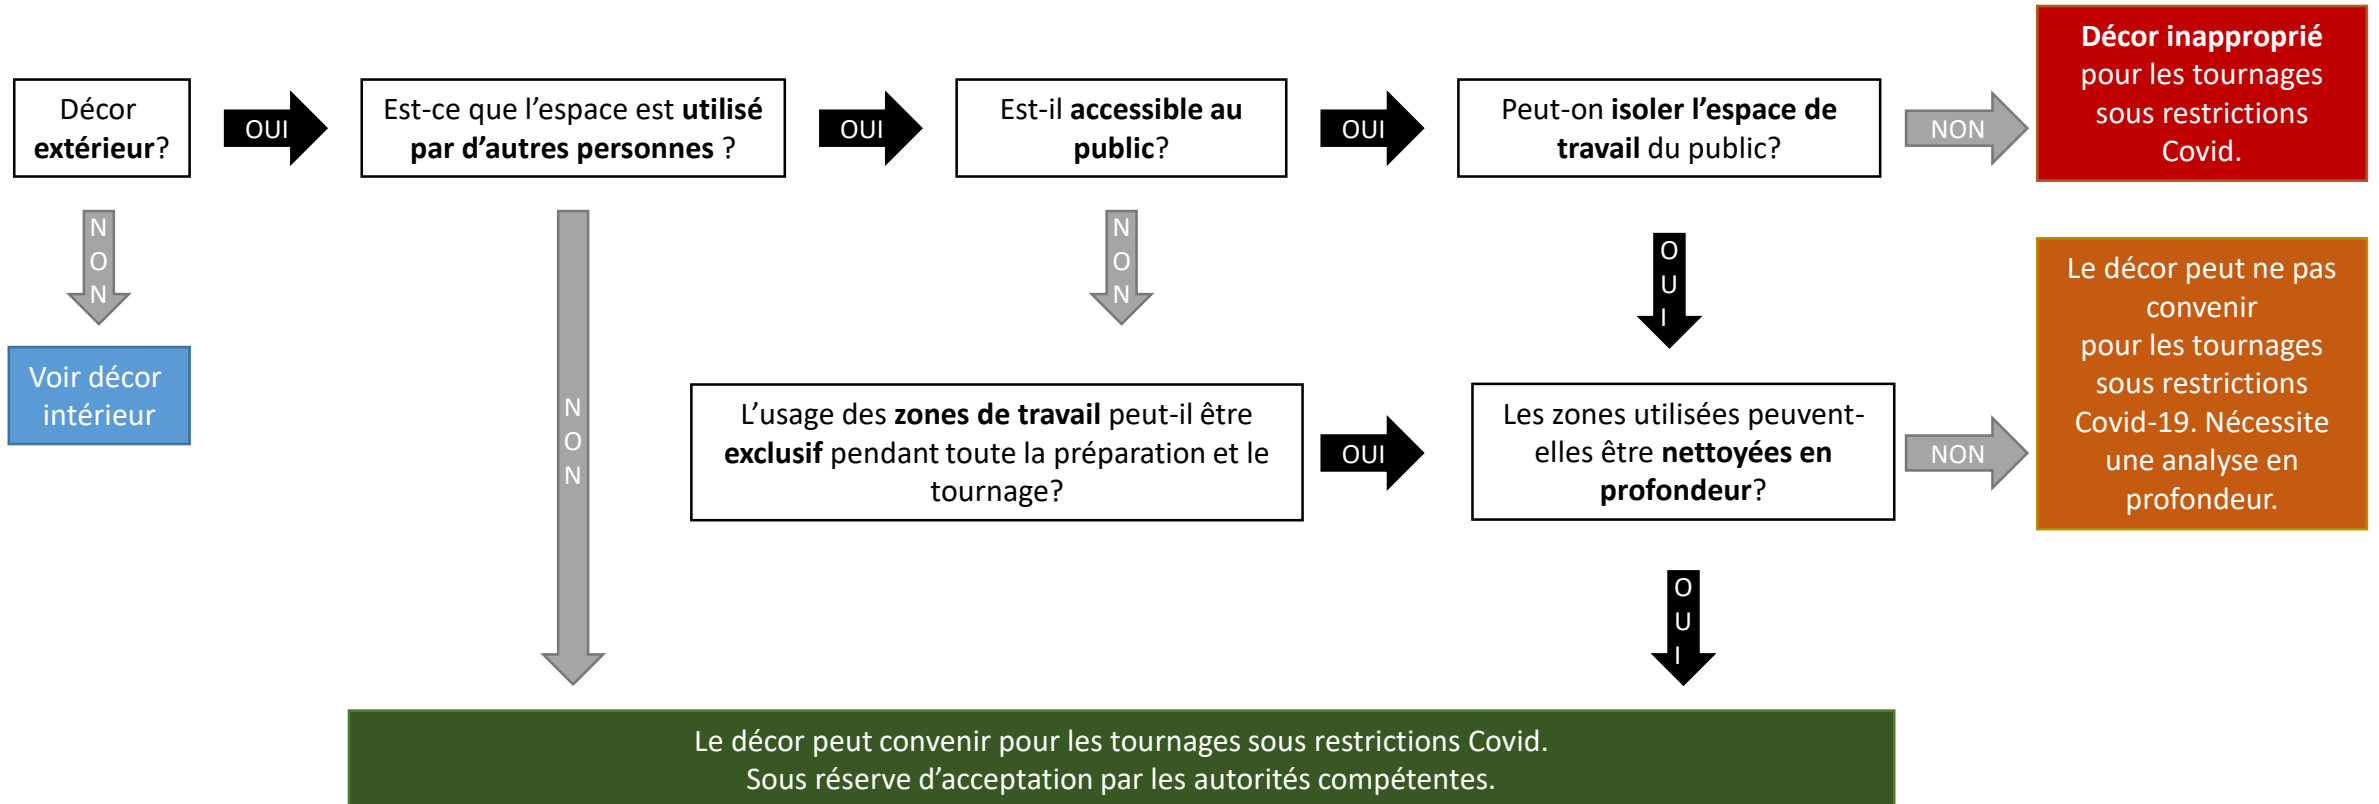 Décor
extérieur?
OUI
Est-ce que l’espace est utilisé
par d’autres personnes ?
OUI
Est-il accessible au
public?
OUI
Peut-on isoler l’espace de
travail du public?
NON
Décor inapproprié
pour les tournages
sous restrictions
Covid.
NON
Voir décor
intérieur
NON
NON
OUI
L’usage des zones de travail peut-il être
exclusif pendant toute la préparation et le
tournage?
OUI
Les zones utilisées peuvent-
elles être nettoyées en
profondeur?
NON
Le décor peut ne pas
convenir
pour les tournages
sous restrictions
Covid-19. Nécessite
une analyse en
profondeur.
OUI
Le décor peut convenir pour les tournages sous restrictions Covid.
Sous réserve d’acceptation par les autorités compétentes.